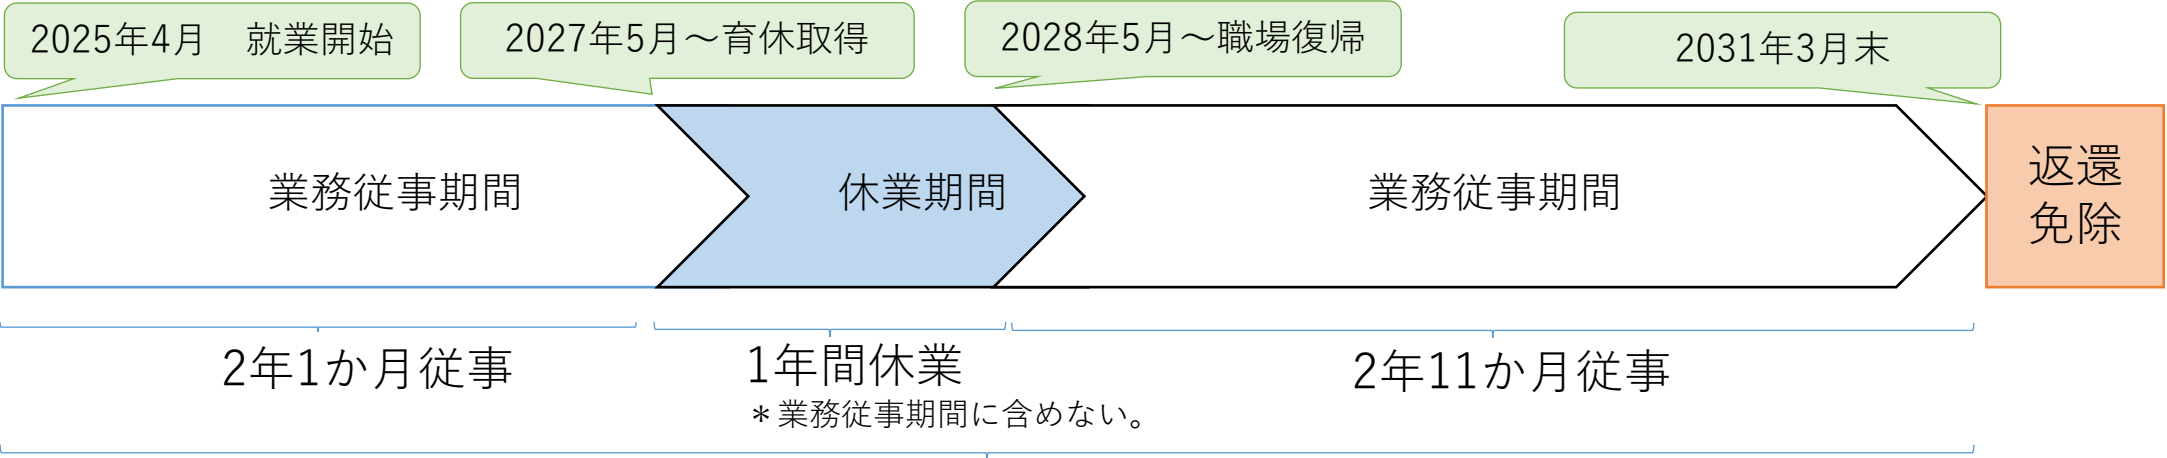 2025年4月　就業開始
2027年5月～育休取得
2028年5月～職場復帰
2031年3月末
業務従事期間
休業期間
業務従事期間
返還
免除
2年1か月従事
1年間休業
＊業務従事期間に含めない。
2年11か月従事